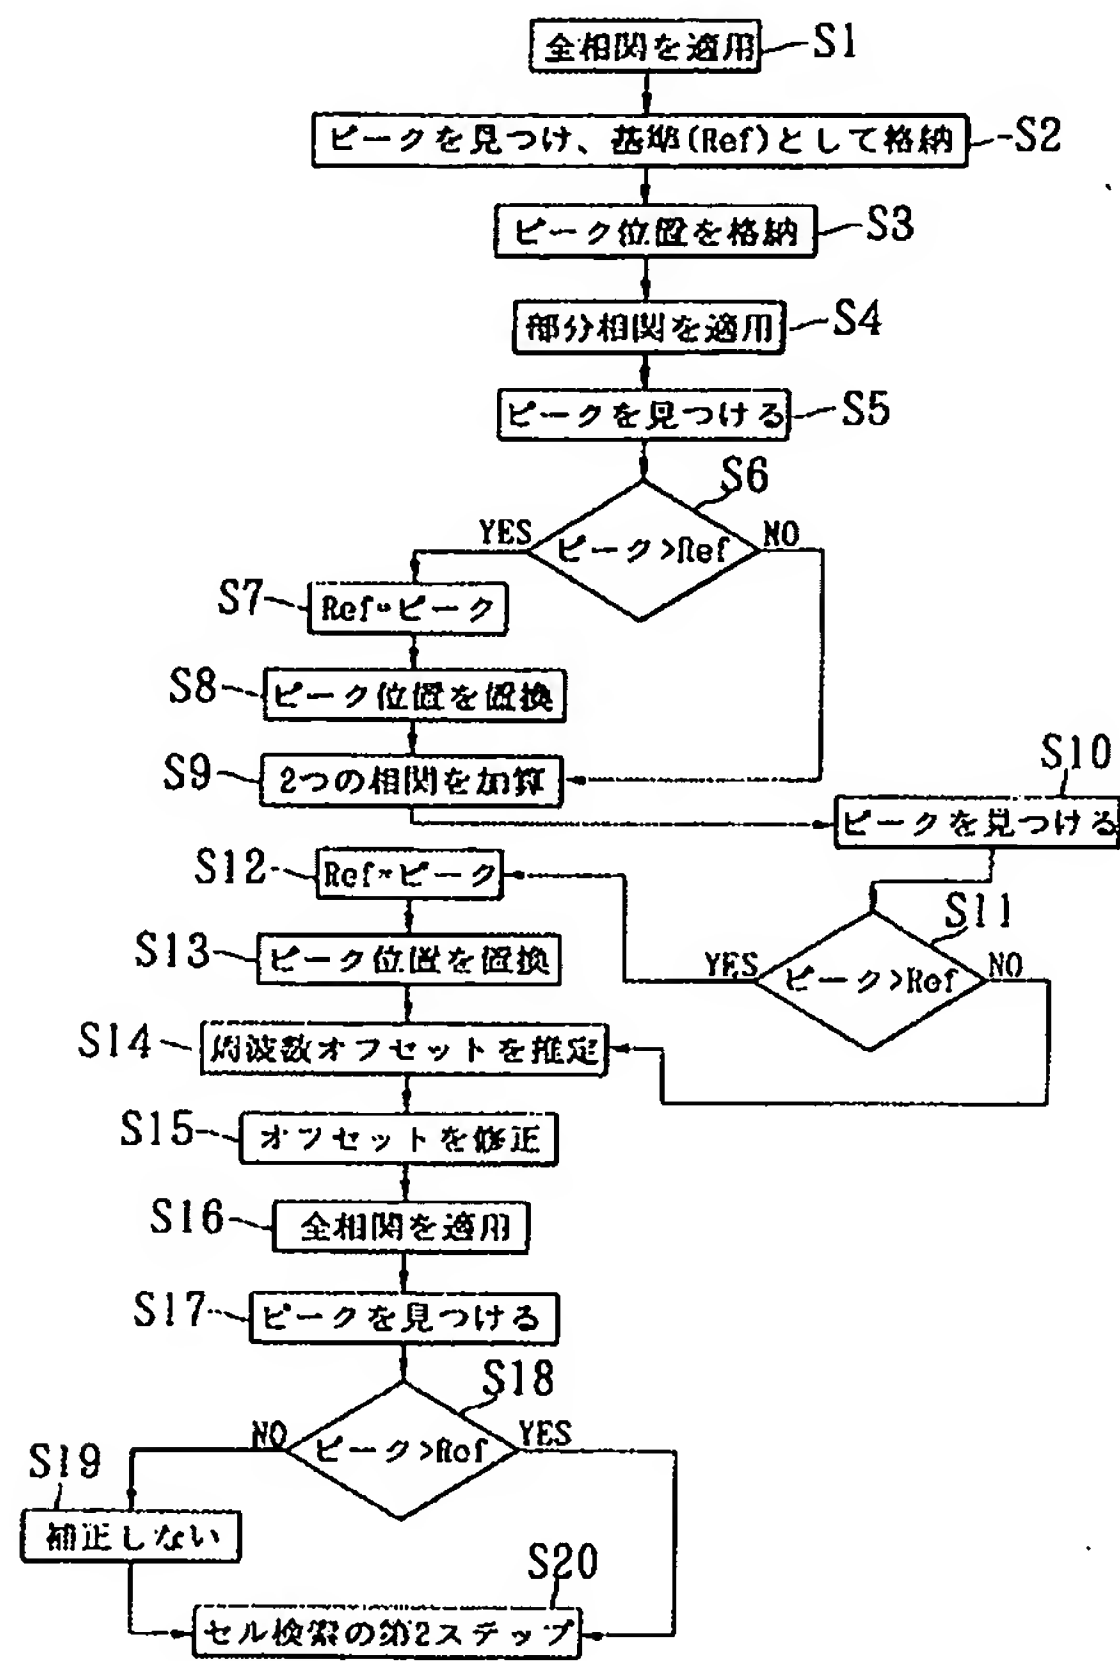 全相関を適用 S1
ピークを見つけ、基準(Ref)として格納 S2
ピーク位置を格納 S3
部分相関を適用 S4
ピークを見つける S5
S6
YES ピーク>Ref NO
S7 Ref=ピーク
S8 ピーク位置を置換
S9 2つの相関を加算
S10
ピークを見つける
S12 Ref=ピーク
S11
YES ピーク>Ref NO
S13 ピーク位置を置換
S14 周波数オフセットを推定
S15 オフセットを修正
S16 全相関を適用
S17 ピークを見つける
S18
NO ピーク>Ref YES
S19
補正しない
S20
セル検索の第2ステップ